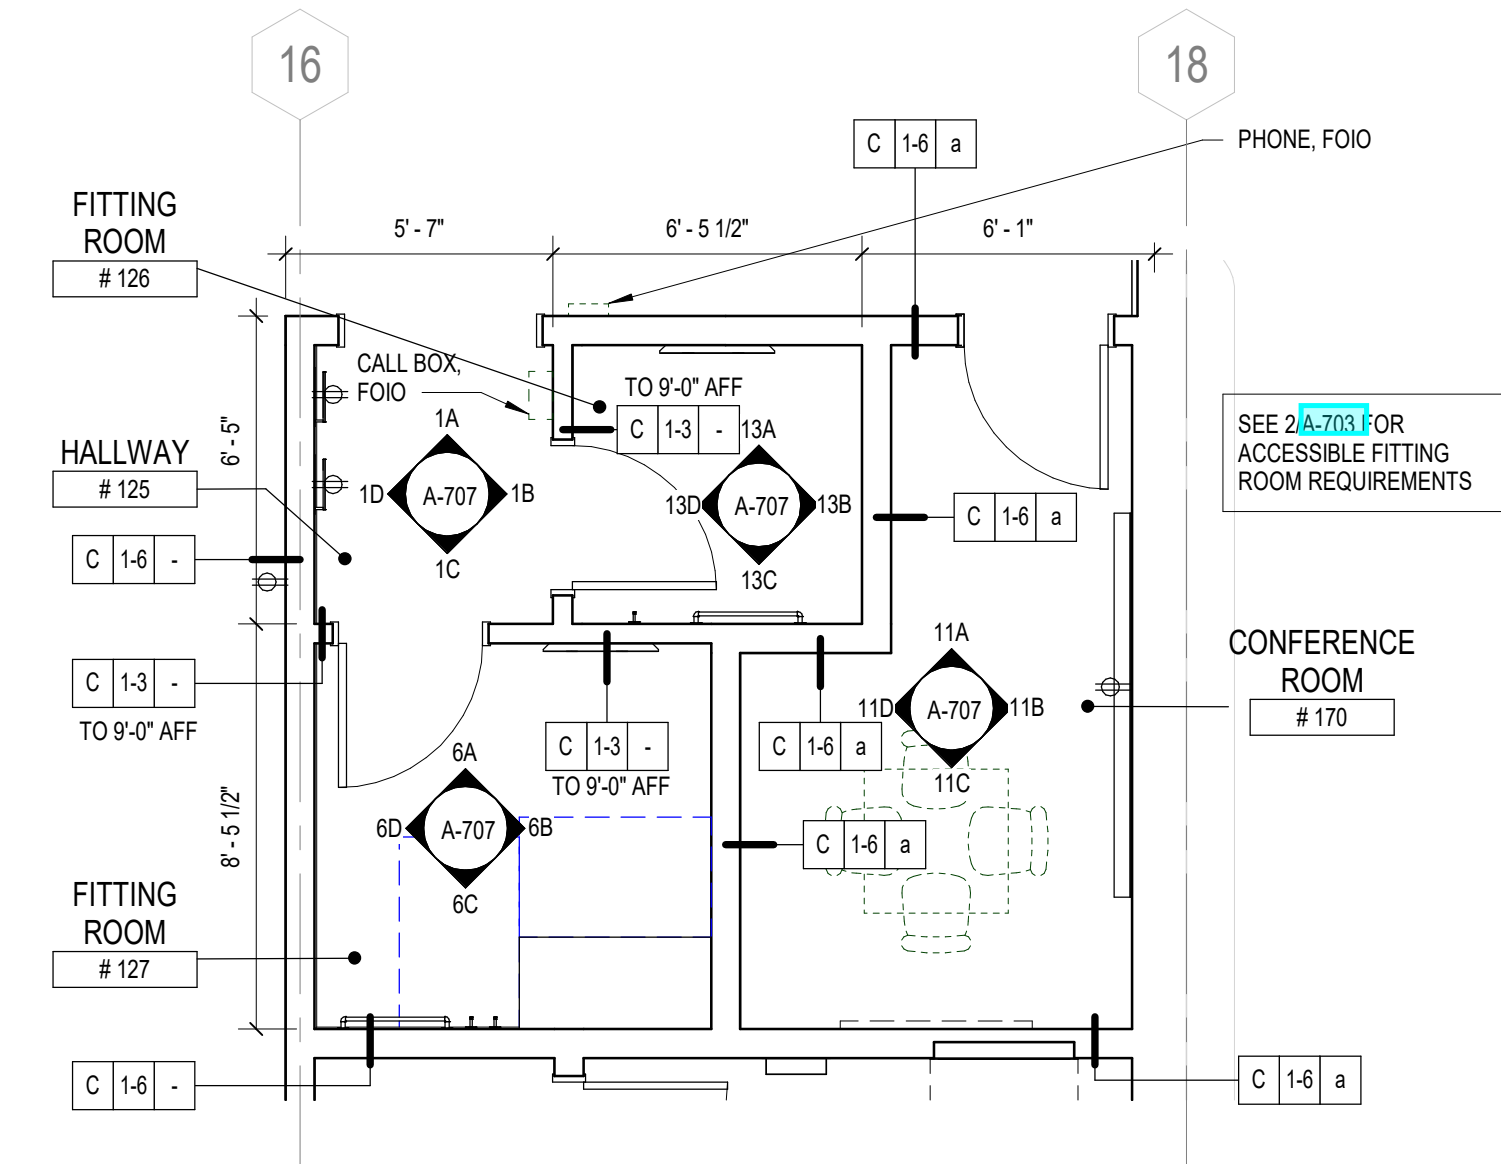 16
18
C 1-6 a
PHONE, FOIO
FITTING
ROOM
# 126
5' - 7"
6' - 5 1/2"
6' - 1"
CALL BOX,
FOIO
TO 9'-0" AFF
C 1-3 -
6' - 5"
HALLWAY
# 125
1A
1D A-707 1B
1C
13A
13D A-707 13B
13C
SEE 2/A-703 FOR
ACCESSIBLE FITTING
ROOM REQUIREMENTS
C 1-6 a
C 1-6 -
C 1-3 -
TO 9'-0" AFF
C 1-3 -
TO 9'-0" AFF
C 1-6 a
11A
11D A-707 11B
11C
CONFERENCE
ROOM
# 170
6A
6D A-707 6B
6C
8' - 5 1/2"
C 1-6 a
FITTING
ROOM
# 127
C 1-6 -
C 1-6 a